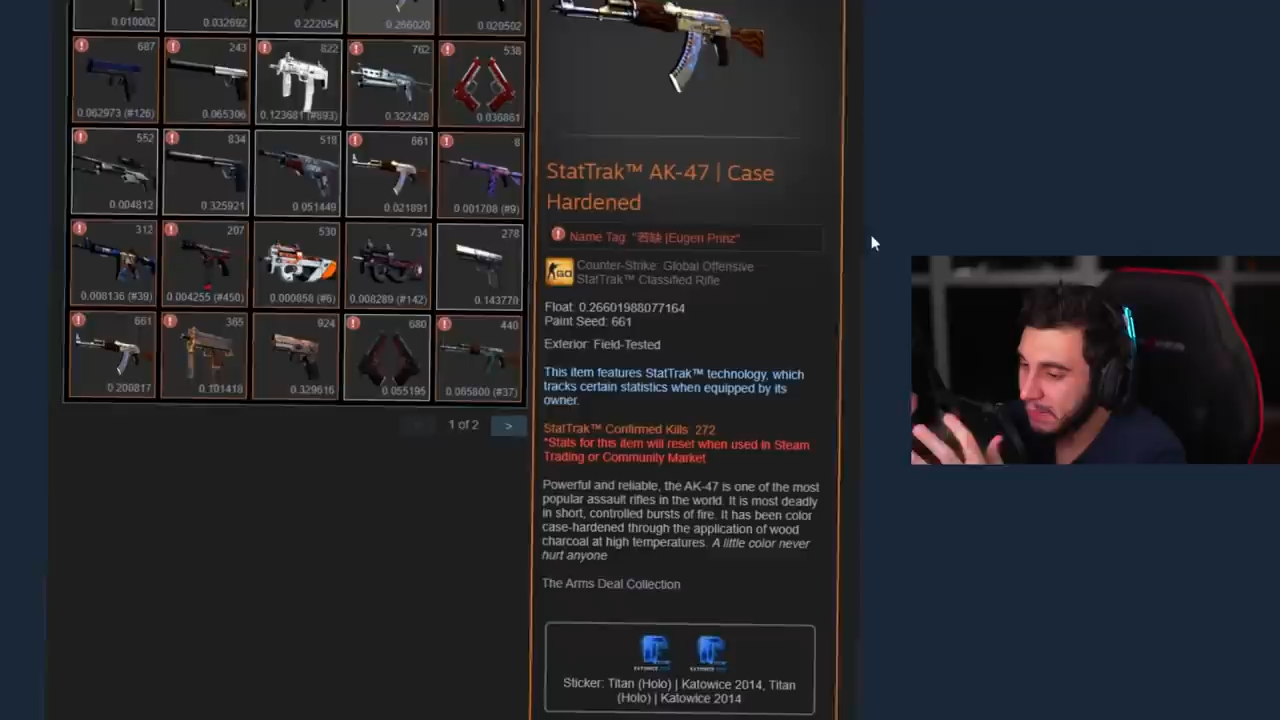 0.010002 0.032692 0.222054 0.266020 0.020502
687 243 822 762 538
0.062973 (#126) 0.065306 0.123681 (#893) 0.322428 0.036861
552 834 518 661 8
0.004812 0.325921 0.051449 0.021891 0.001708 (#9)
312 207 530 734 278
0.008136 (#39) 0.004255 (#450) 0.000858 (#6) 0.008289 (#142) 0.143770
661 365 924 680 440
0.200817 0.101418 0.329616 0.055195 0.065800 (#37)
1 of 2 >
StatTrak™ AK-47 | Case
Hardened
Name Tag: "若缺 |Eugen Prinz"
GO
Counter-Strike: Global Offensive
StatTrak™ Classified Rifle
Float: 0.26601988077164
Paint Seed: 661
Exterior: Field-Tested
This item features StatTrak™ technology, which
tracks certain statistics when equipped by its
owner.
StatTrak™ Confirmed Kills: 272
*Stats for this item will reset when used in Steam
Trading or Community Market
Powerful and reliable, the AK-47 is one of the most
popular assault rifles in the world. It is most deadly
in short, controlled bursts of fire. It has been color
case-hardened through the application of wood
charcoal at high temperatures. A little color never
hurt anyone
The Arms Deal Collection
Sticker: Titan (Holo) | Katowice 2014, Titan
(Holo) | Katowice 2014